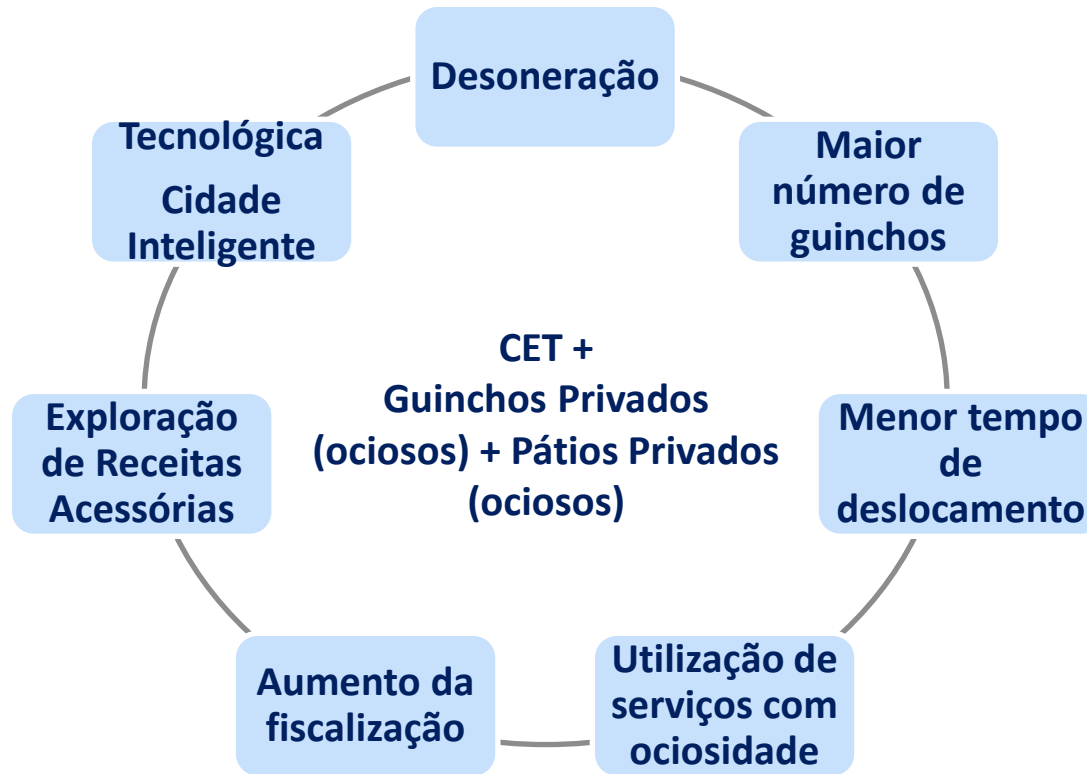 Desoneração
Maior
número de
guinchos
Menor tempo
de
deslocamento
Utilização de
serviços com
ociosidade
Aumento da
fiscalização
Exploração
de Receitas
Acessórias
Tecnológica
Cidade
Inteligente
CET +
Guinchos Privados
(ociosos) + Pátios Privados
(ociosos)